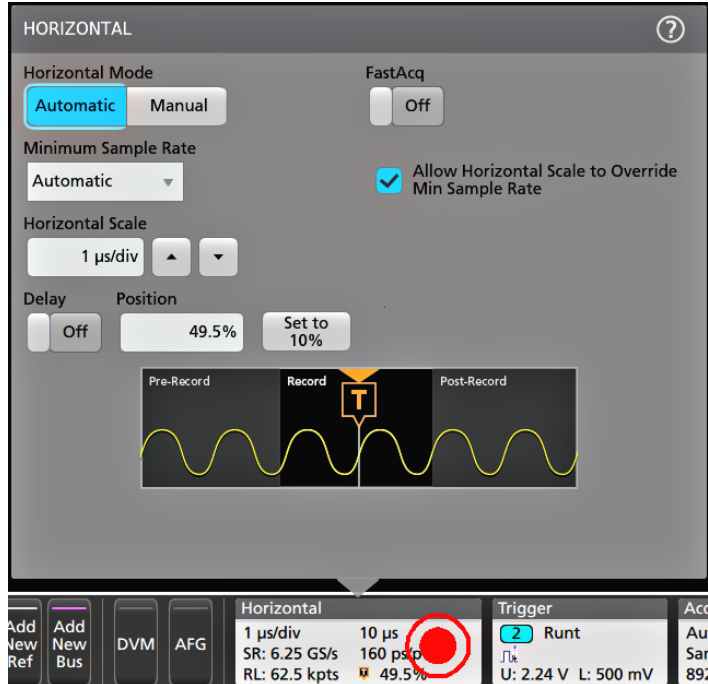 HORIZONTAL ?
Horizontal Mode
FastAcq
Automatic Manual
Off
Minimum Sample Rate
Automatic
Allow Horizontal Scale to Override
Min Sample Rate
Horizontal Scale
1 µs/div
Delay Position
Off 49.5%
Set to
10%
Pre-Record Record Post-Record
T
Add
New
Ref
Add
New
Bus
DVM
AFG
Horizontal
1 µs/div 10 µs
SR: 6.25 GS/s 160 ps/p
RL: 62.5 kpts 49.5%
Trigger
2 Runt
U: 2.24 V L: 500 mV